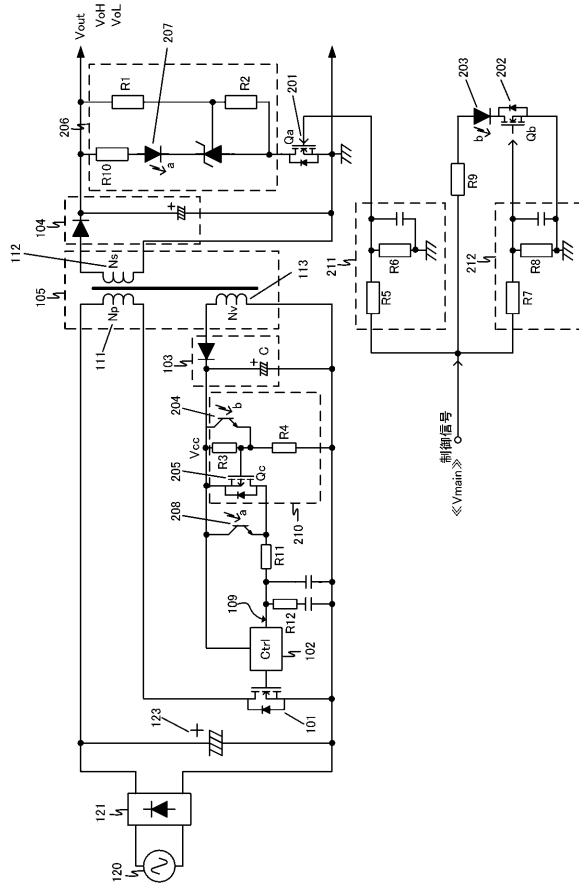 Vout
VoH
VoL
207
206
R1
R2
R10
a
201
Qa
104
+
112
Ns
105
113
111
Np
Nv
103
+
C
204
b
Vcc
R3
R4
205
Qc
208
a
210
R11
109
R12
Ctrl
102
101
123
+
121
120
211
R5
R6
203
202
b
Qb
R9
212
R7
R8
制御信号
≪Vmain≫